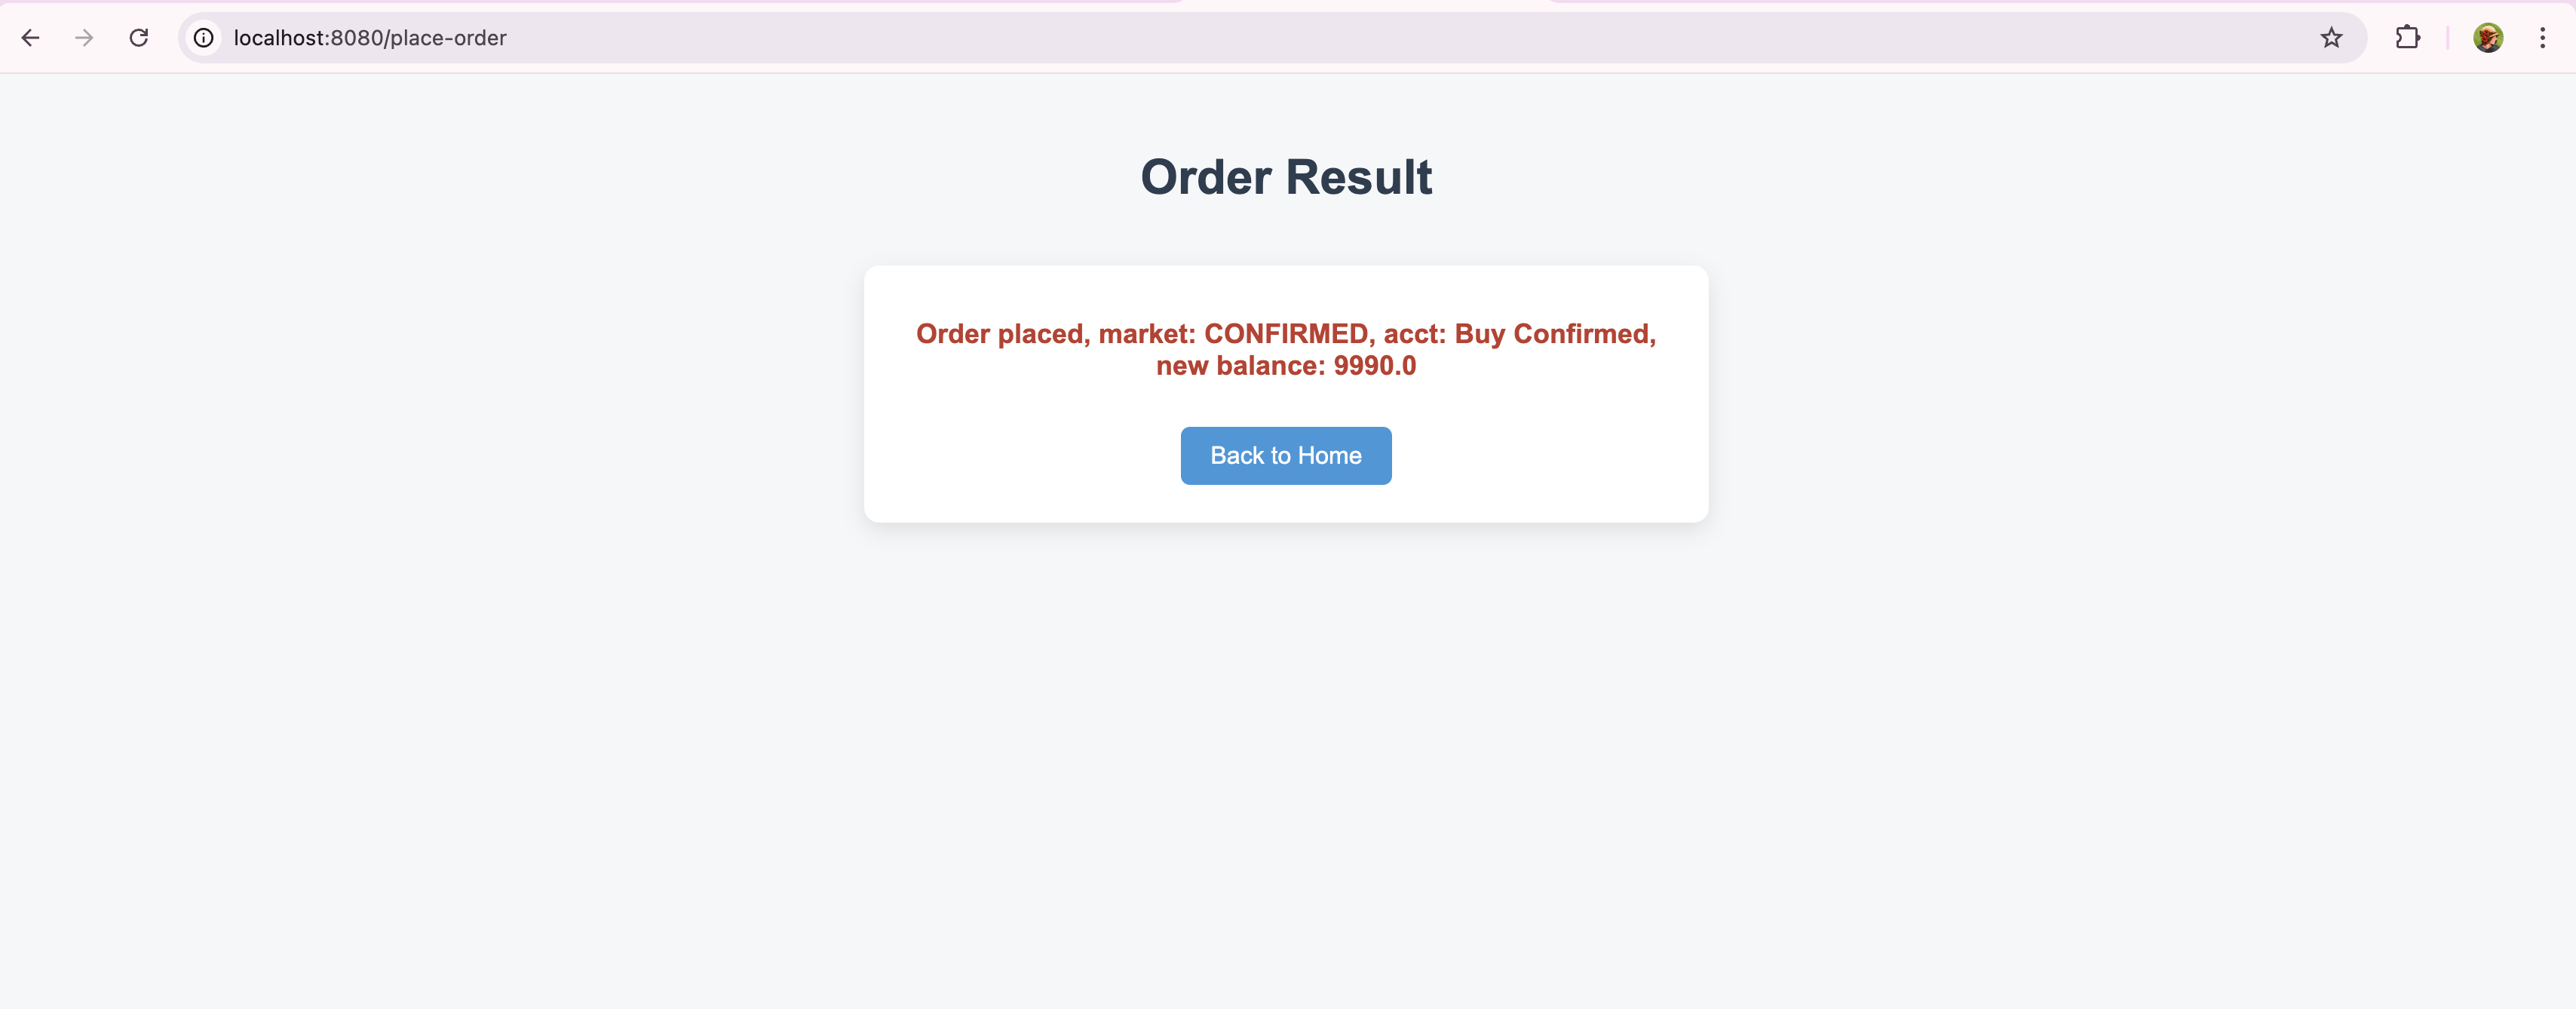 localhost:8080/place-order
Order Result
Order placed, market: CONFIRMED, acct: Buy Confirmed,
new balance: 9990.0
Back to Home